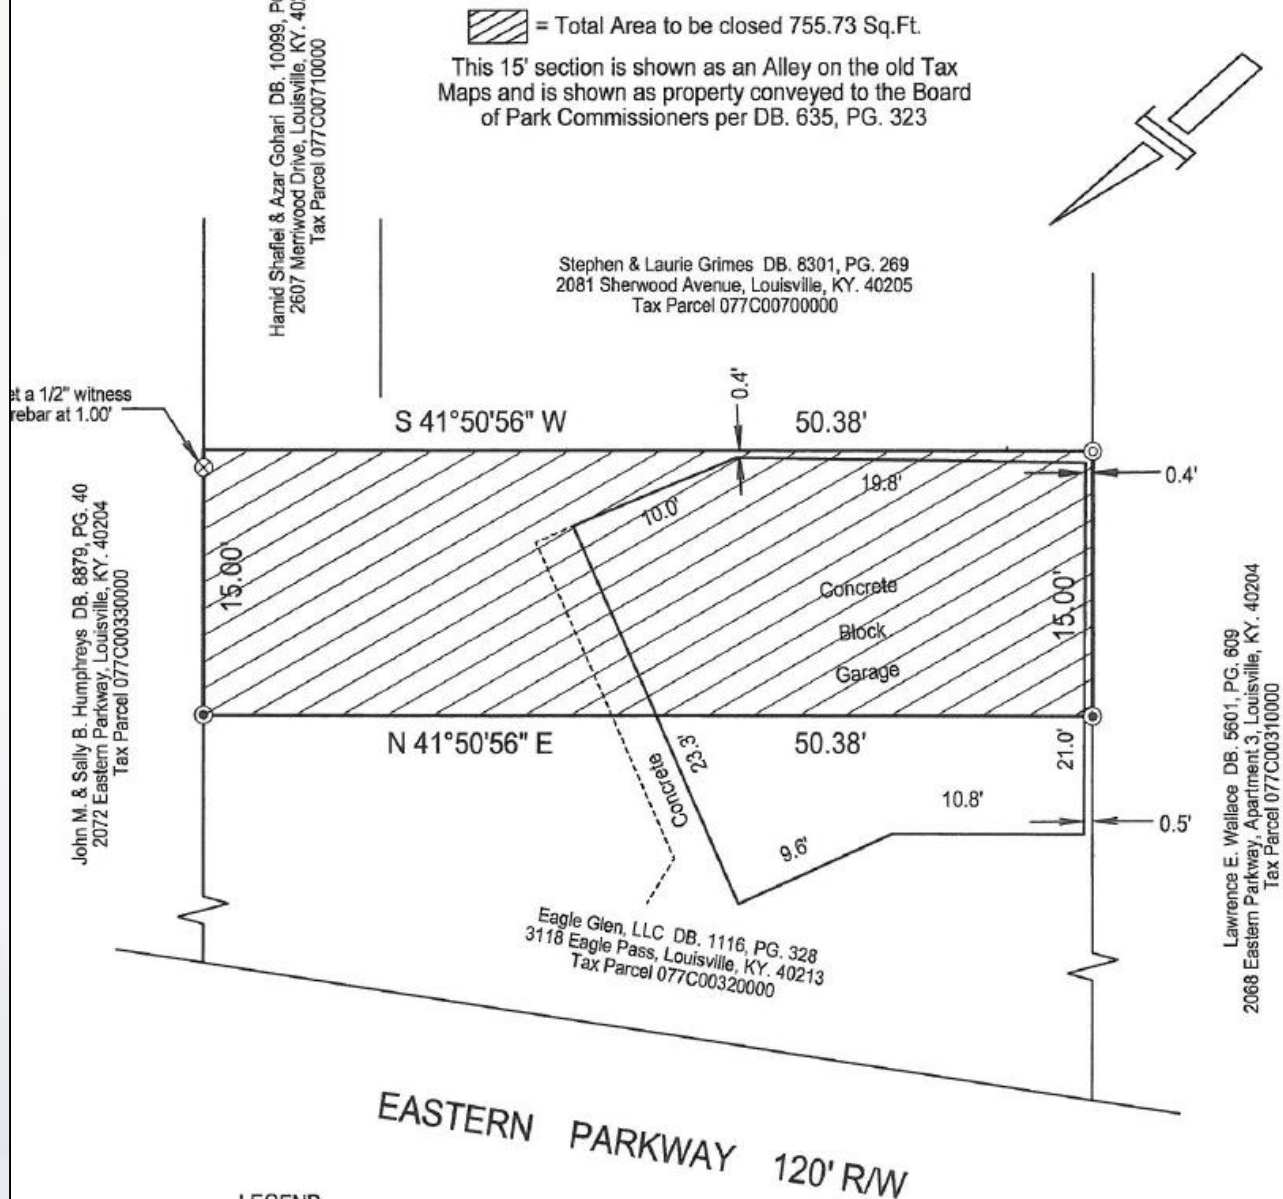 = Total Area to be closed 755.73 Sq.Ft.
This 15' section is shown as an Alley on the old Tax
Maps and is shown as property conveyed to the Board
of Park Commissioners per DB. 635, PG. 323
Hamid Shafiei & Azar Gohari DB. 10099,
2607 Merriwood Drive, Louisville, KY.
Tax Parcel 077C00710000
Stephen & Laurie Grimes DB. 8301, PG. 269
2081 Sherwood Avenue, Louisville, KY. 40205
Tax Parcel 077C00700000
a 1/2" witness
rebar at 1.00'
S 41°50'56" W
50.38'
0.4'
0.4'
19.8'
10.0'
15.00'
15.00'
Concrete
Block
Garage
John M. & Sally B. Humphreys DB. 8879, PG. 40
2072 Eastern Parkway, Louisville, KY. 40204
Tax Parcel 077C00330000
N 41°50'56" E
50.38'
23.3'
Concrete
21.0'
10.8'
0.5'
9.6'
Lawrence E. Wallace DB. 5601, PG. 609
2068 Eastern Parkway, Apartment 3, Louisville, KY. 40204
Tax Parcel 077C00310000
Eagle Glen, LLC DB. 1116, PG. 328
3118 Eagle Pass, Louisville, KY. 40213
Tax Parcel 077C00320000
EASTERN PARKWAY 120' R/W
LEGEND